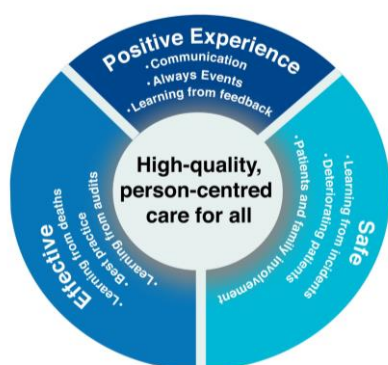 Positive Experience
• Communication
• Always Events
• Learning from feedback
High-quality,
person-centred
care for all
Safe
• Learning from incidents
• Deteriorating patients
• Patients and family involvement
Effective
• Learning from deaths
• Best practice
• Learning from audits